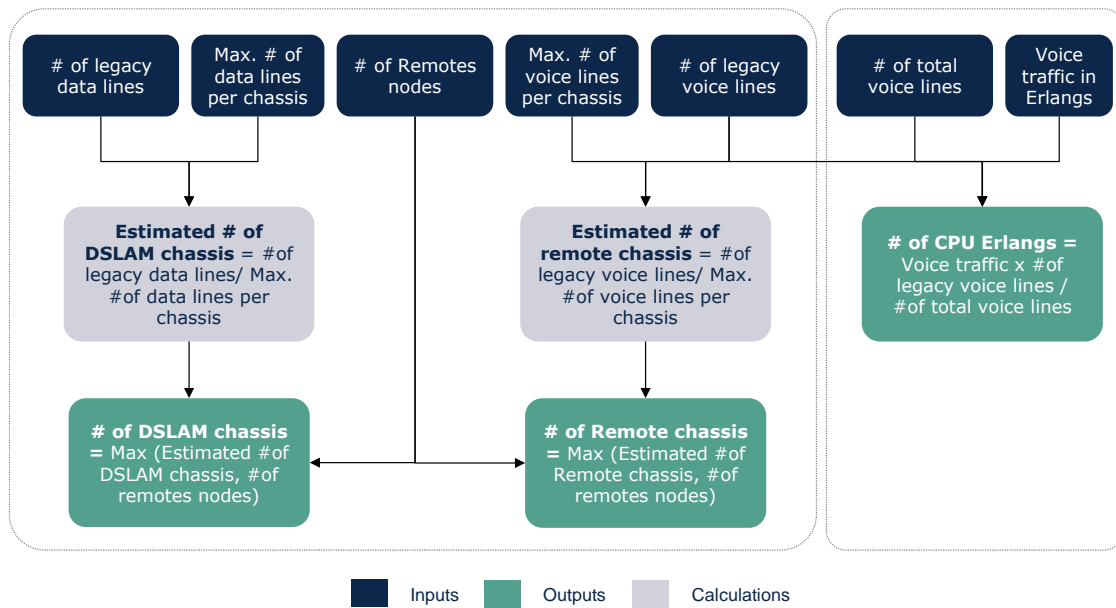 # of legacy
data lines
Max. # of
data lines
per chassis
# of Remotes
nodes
Max. # of
voice lines
per chassis
# of legacy
voice lines
# of total
voice lines
Voice
traffic in
Erlangs
Estimated # of
DSLAM chassis = #of
legacy data lines/ Max.
#of data lines per
chassis
Estimated # of
remote chassis = #of
legacy voice lines/ Max.
#of voice lines per
chassis
# of CPU Erlangs =
Voice traffic x #of
legacy voice lines /
#of total voice lines
# of DSLAM chassis
= Max (Estimated #of
DSLAM chassis, #of
remotes nodes)
# of Remote chassis
= Max (Estimated #of
Remote chassis, #of
remotes nodes)
Inputs
Outputs
Calculations